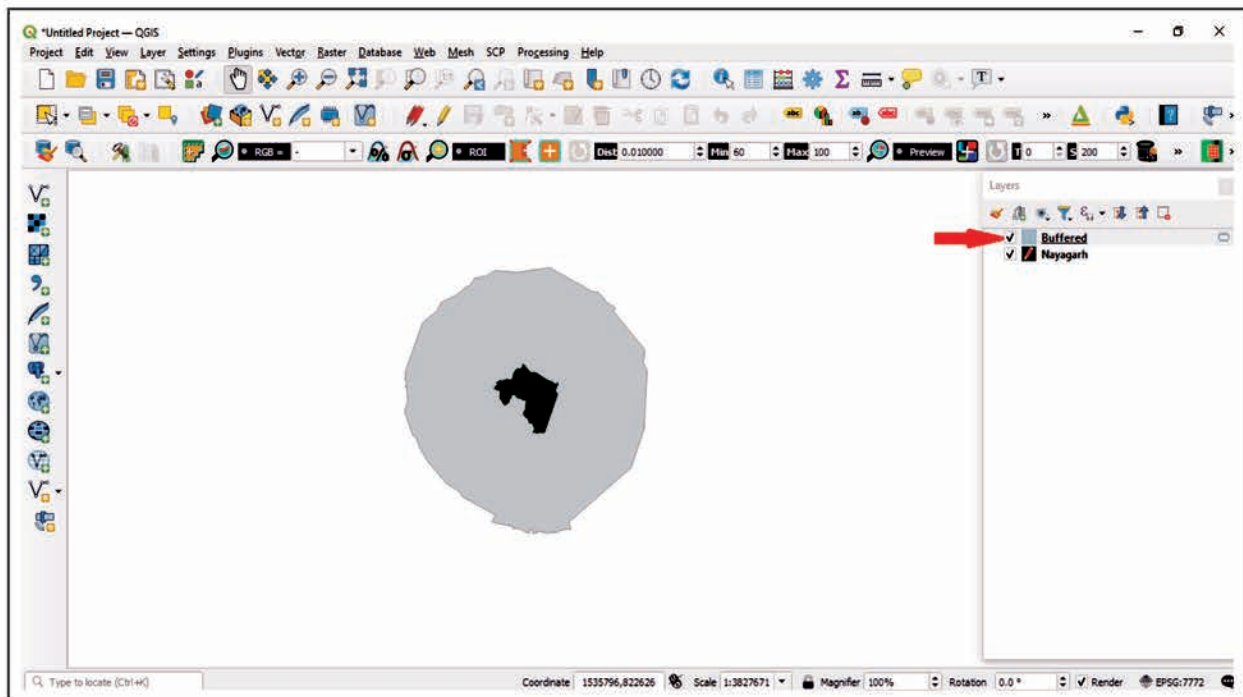 *Untitled Project — QGIS
Project Edit View Layer Settings Plugins Vector Raster Database Web Mesh SCP Processing Help
RGB = - ROI Dist 0.010000 Min 60 Max 100 Preview T 0 S 200 »
Layers
Buffered
Nayagarh
Type to locate (Ctrl+K) Coordinate 1535796,822626 Scale 1:3827671 Magnifier 100% Rotation 0.0 ° Render EPSG:7772